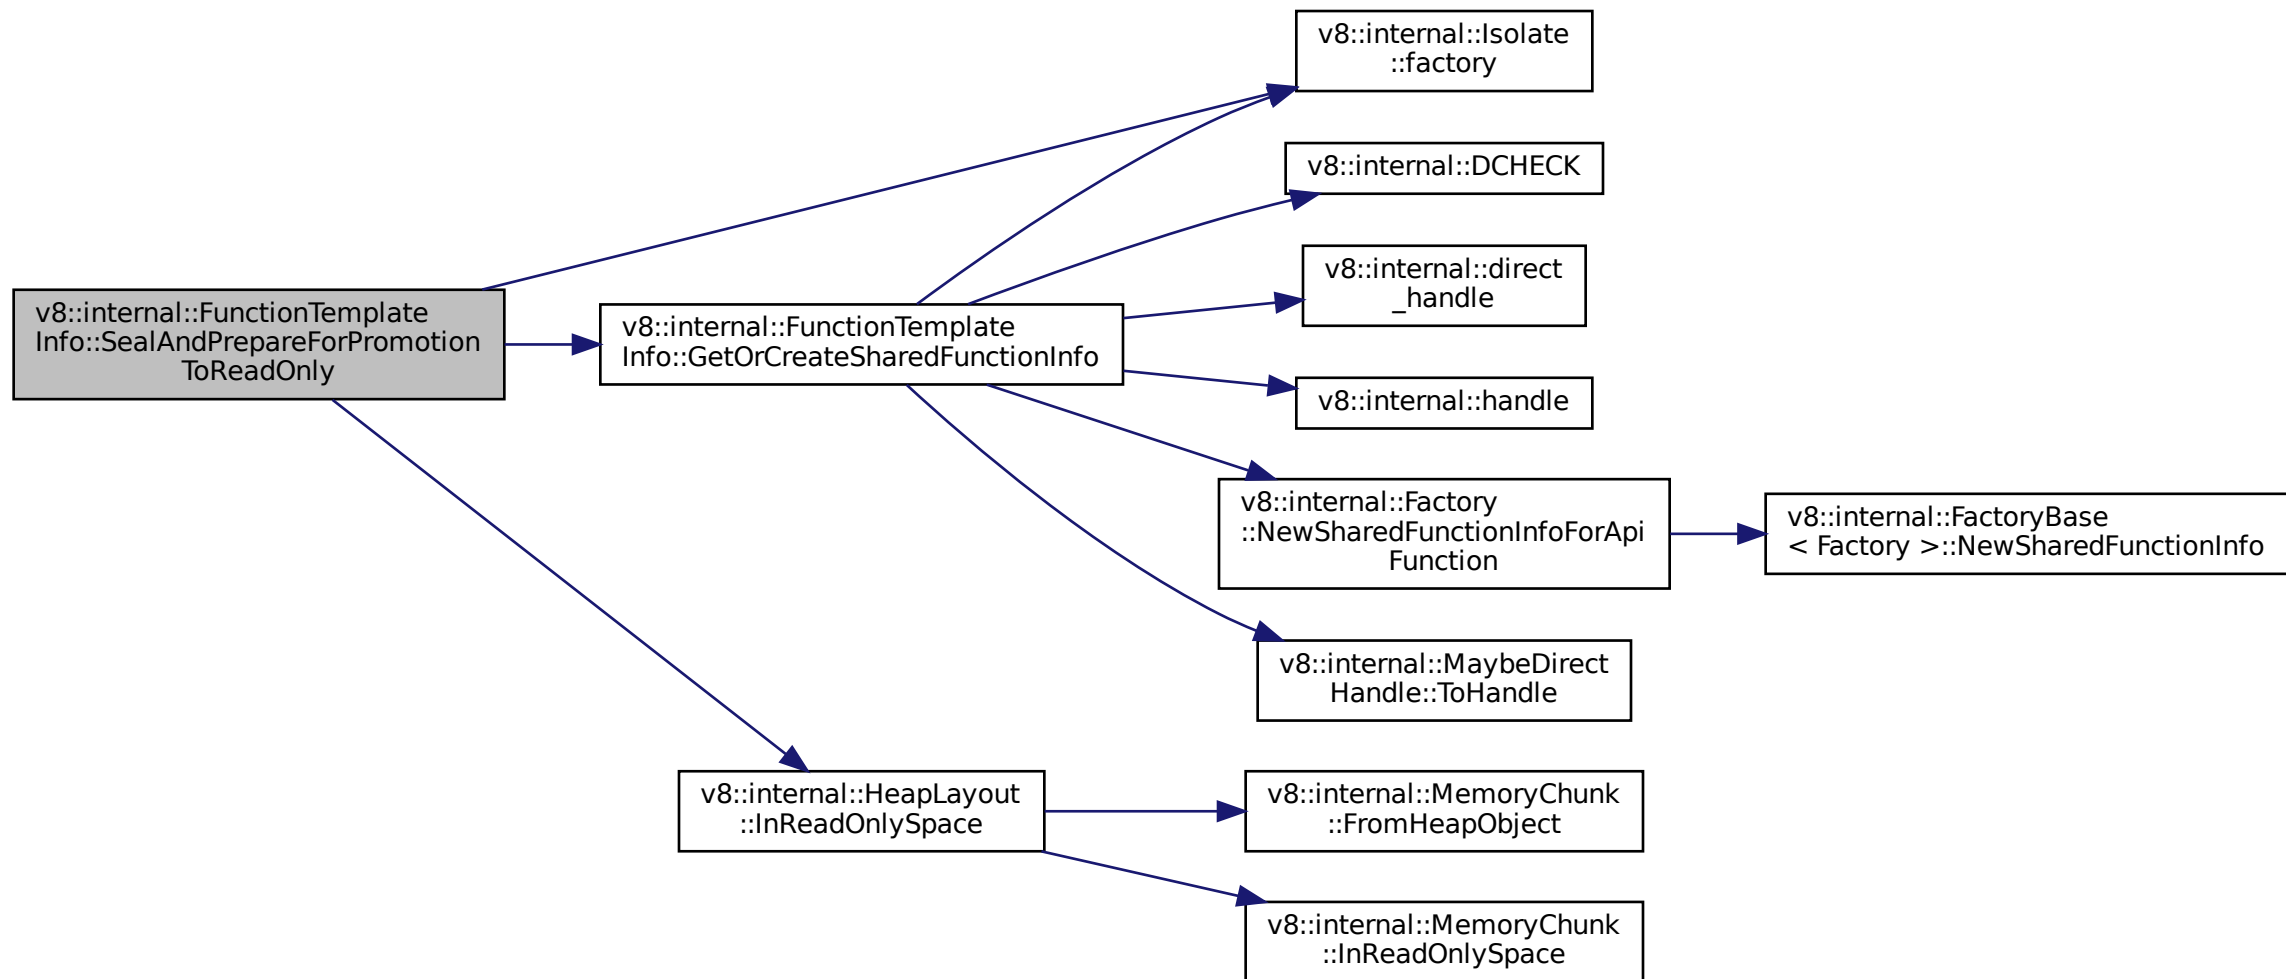 v8::internal::Isolate
::factory
v8::internal::DCHECK
v8::internal::direct
_handle
v8::internal::FunctionTemplate
Info::SealAndPrepareForPromotion
ToReadOnly
v8::internal::FunctionTemplate
Info::GetOrCreateSharedFunctionInfo
v8::internal::handle
v8::internal::Factory
::NewSharedFunctionInfoForApi
Function
v8::internal::FactoryBase
< Factory >::NewSharedFunctionInfo
v8::internal::MaybeDirect
Handle::ToHandle
v8::internal::HeapLayout
::InReadOnlySpace
v8::internal::MemoryChunk
::FromHeapObject
v8::internal::MemoryChunk
::InReadOnlySpace